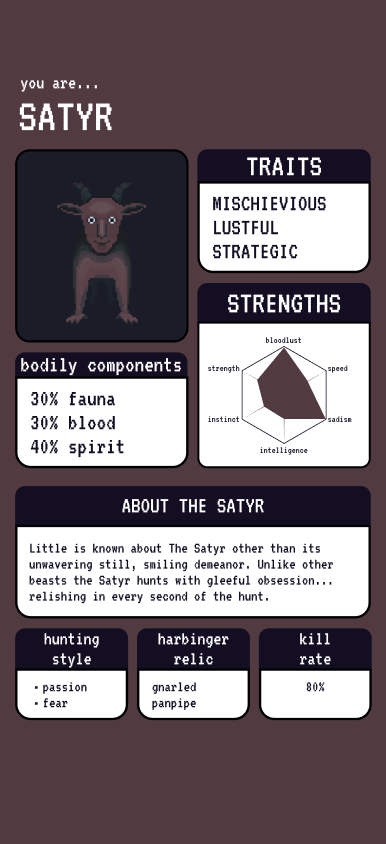 you are...
SATYR
TRAITS
MISCHIEVIOUS
LUSTFUL
STRATEGIC
STRENGTHS
bloodlust
strength
speed
instinct
sadism
intelligence
bodily components
30% fauna
30% blood
40% spirit
ABOUT THE SATYR
Little is known about The Satyr other than its
unwavering still, smiling demeanor. Unlike other
beasts the Satyr hunts with gleeful obsession...
relishing in every second of the hunt.
hunting
style
• passion
• fear
harbinger
relic
gnarled
panpipe
kill
rate
80%